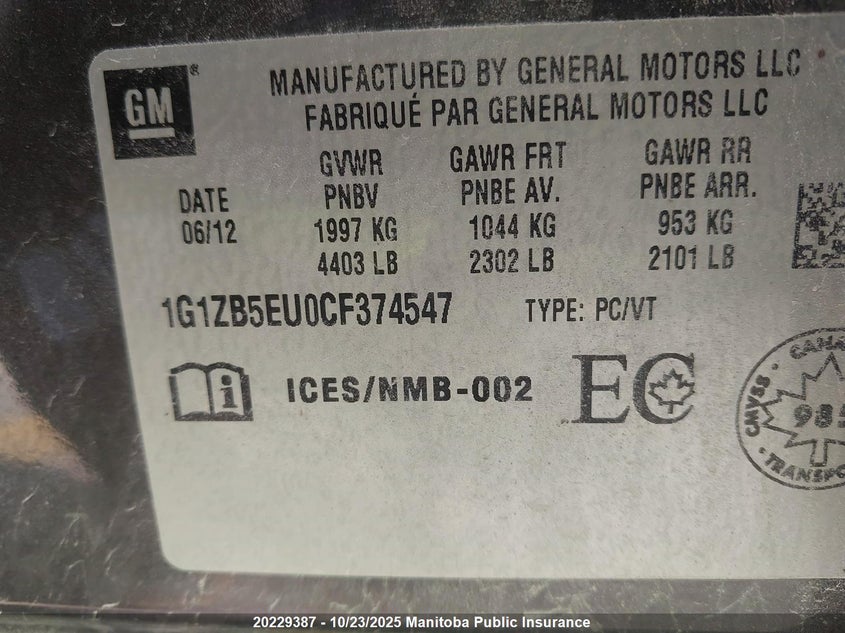 GM
MANUFACTURED BY GENERAL MOTORS LLC
FABRIQUÉ PAR GENERAL MOTORS LLC
DATE
06/12
GVWR
PNBV
1997 KG
4403 LB
GAWR FRT
PNBE AV.
1044 KG
2302 LB
GAWR RR
PNBE ARR.
953 KG
2101 LB
1G1ZB5EU0CF374547 TYPE: PC/VT
i ICES/NMB-002 EC
CMVSS
20229387 - 10/23/2025 Manitoba Public Insurance